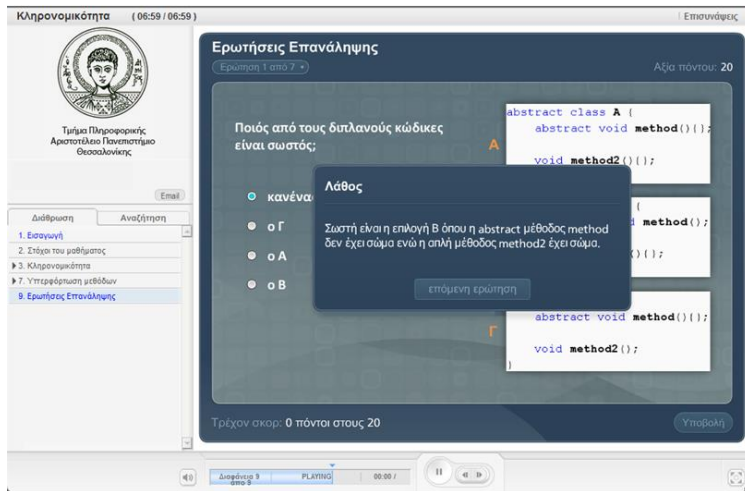 Κληρονομικότητα ( 06:59 / 06:59 )
Επισυνάψεις
Τμήμα Πληροφορικής
Αριστοτέλειο Πανεπιστήμιο
Θεσσαλονίκης
Email
Διάθρωση Αναζήτηση
1. Εισαγωγή
2. Στόχοι του μαθήματος
3. Κληρονομικότητα
7. Υπερφόρτωση μεθόδων
9. Ερωτήσεις Επανάληψης
Ερωτήσεις Επανάληψης
Ερώτηση 1 από 7
Αξία πόντου: 20
Ποιός από τους διπλανούς κώδικες
είναι σωστός;
ο Γ
ο Α
ο Β
Α
abstract class A {
abstract void method(){};
void method2(){};
{
method();
(){};
Γ
abstract void method(){};
void method2();
}
Λάθος
Σωστή είναι η επιλογή Β όπου η abstract μέθοδος method
δεν έχει σώμα ενώ η απλή μέθοδος method2 έχει σώμα.
επόμενη ερώτηση
Τρέχον σκορ: 0 πόντοι στους 20
Υποβολή
Διαφάνεια 9
απο 9
PLAYING
00:00 /